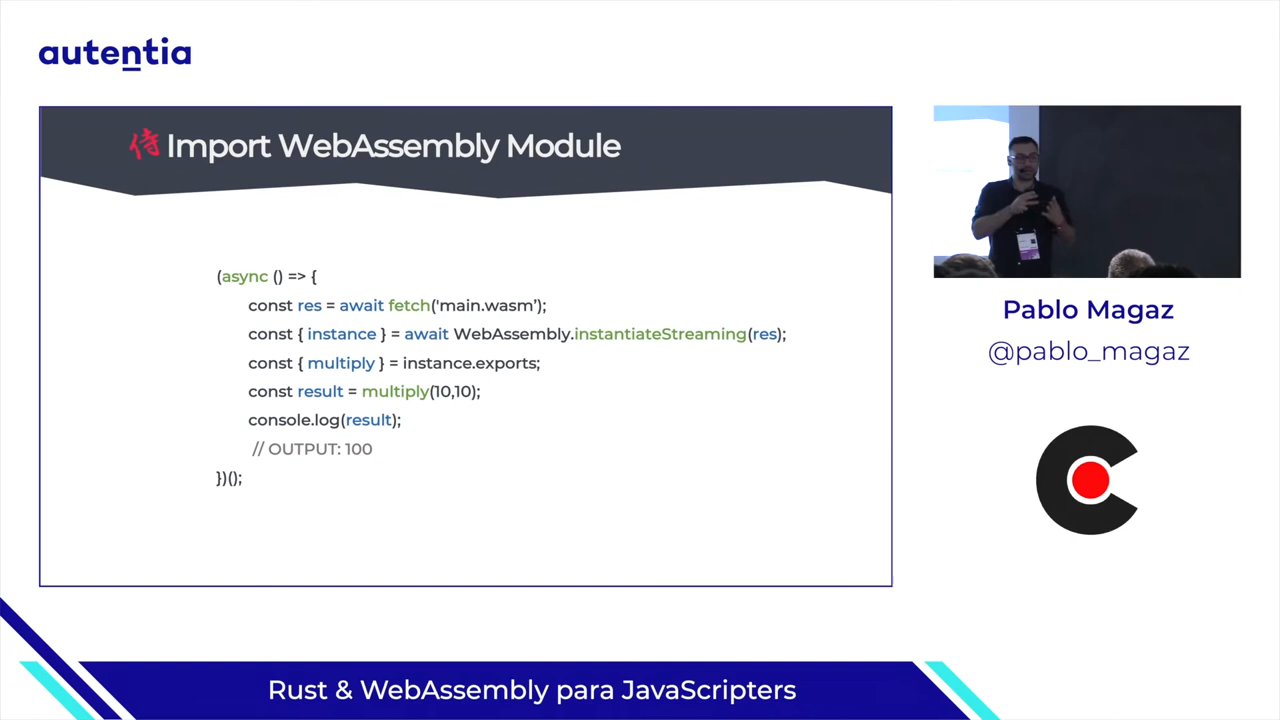 autentia
侍 Import WebAssembly Module
(async () => {
const res = await fetch('main.wasm’);
const { instance } = await WebAssembly.instantiateStreaming(res);
const { multiply } = instance.exports;
const result = multiply(10,10);
console.log(result);
// OUTPUT: 100
})();
Pablo Magaz
@pablo_magaz
Rust & WebAssembly para JavaScripters